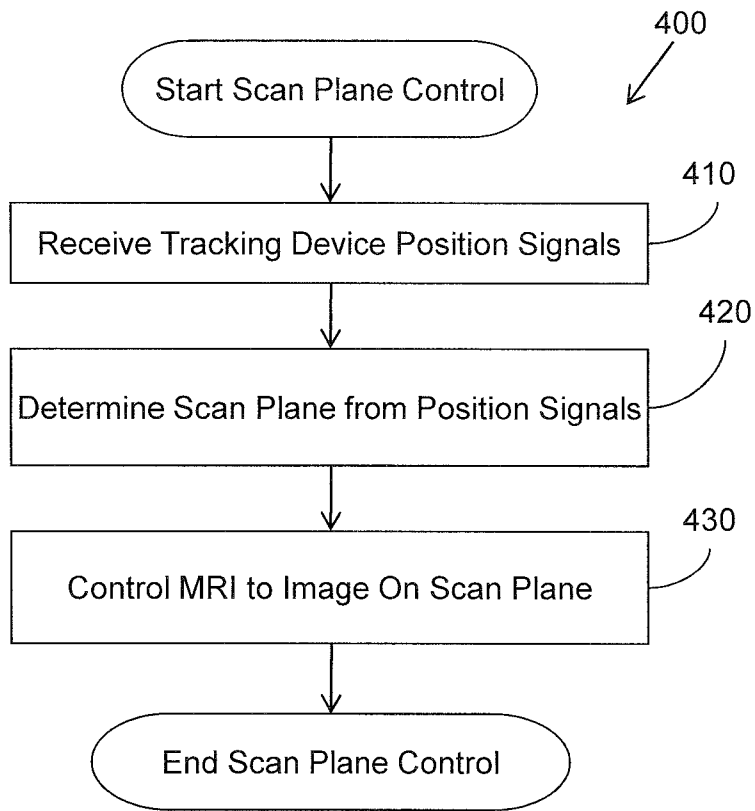 400
Start Scan Plane Control
410
Receive Tracking Device Position Signals
420
Determine Scan Plane from Position Signals
430
Control MRI to Image On Scan Plane
End Scan Plane Control